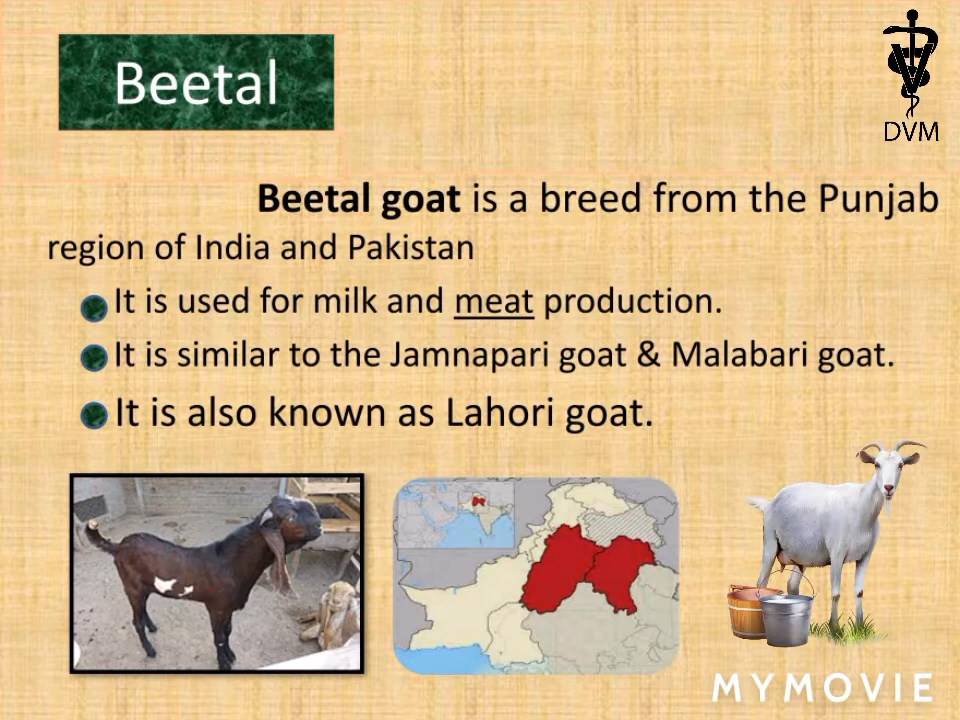 Beetal
V
DVM
Beetal goat is a breed from the Punjab
region of India and Pakistan
It is used for milk and meat production.
It is similar to the Jamnapari goat & Malabari goat.
It is also known as Lahori goat.
MYMOVIE